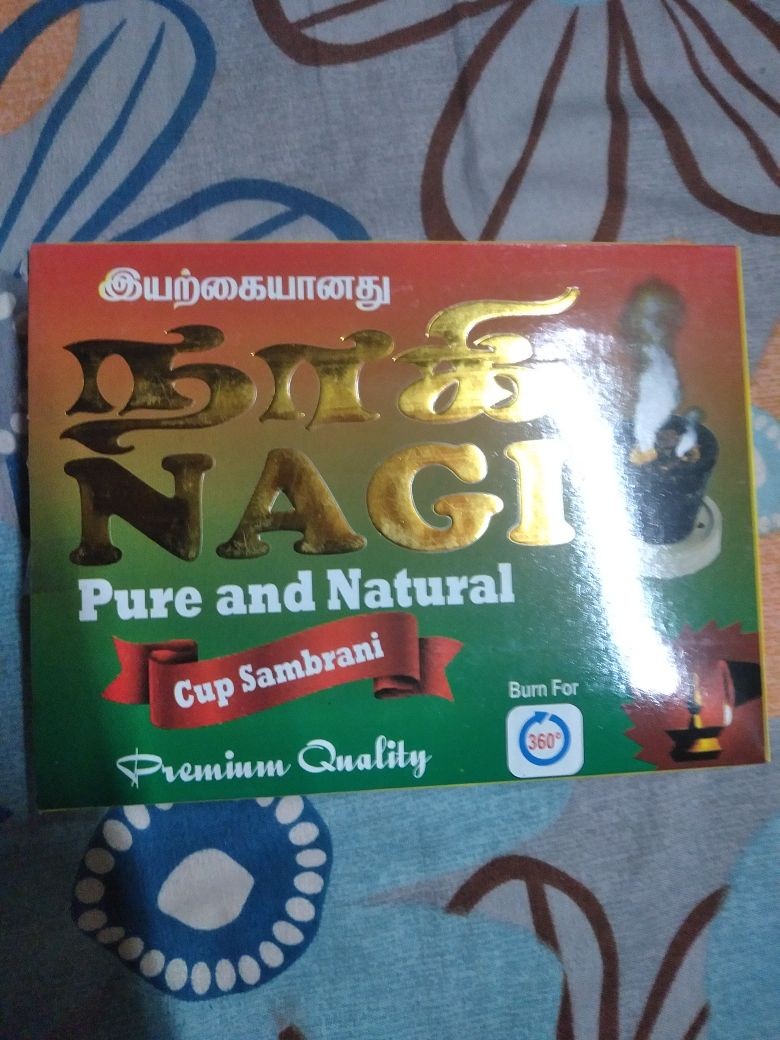 இயற்கையானது
நாகி
NAGI
Pure and Natural
Cup Sambrani
Premium Quality
Burn For
360°